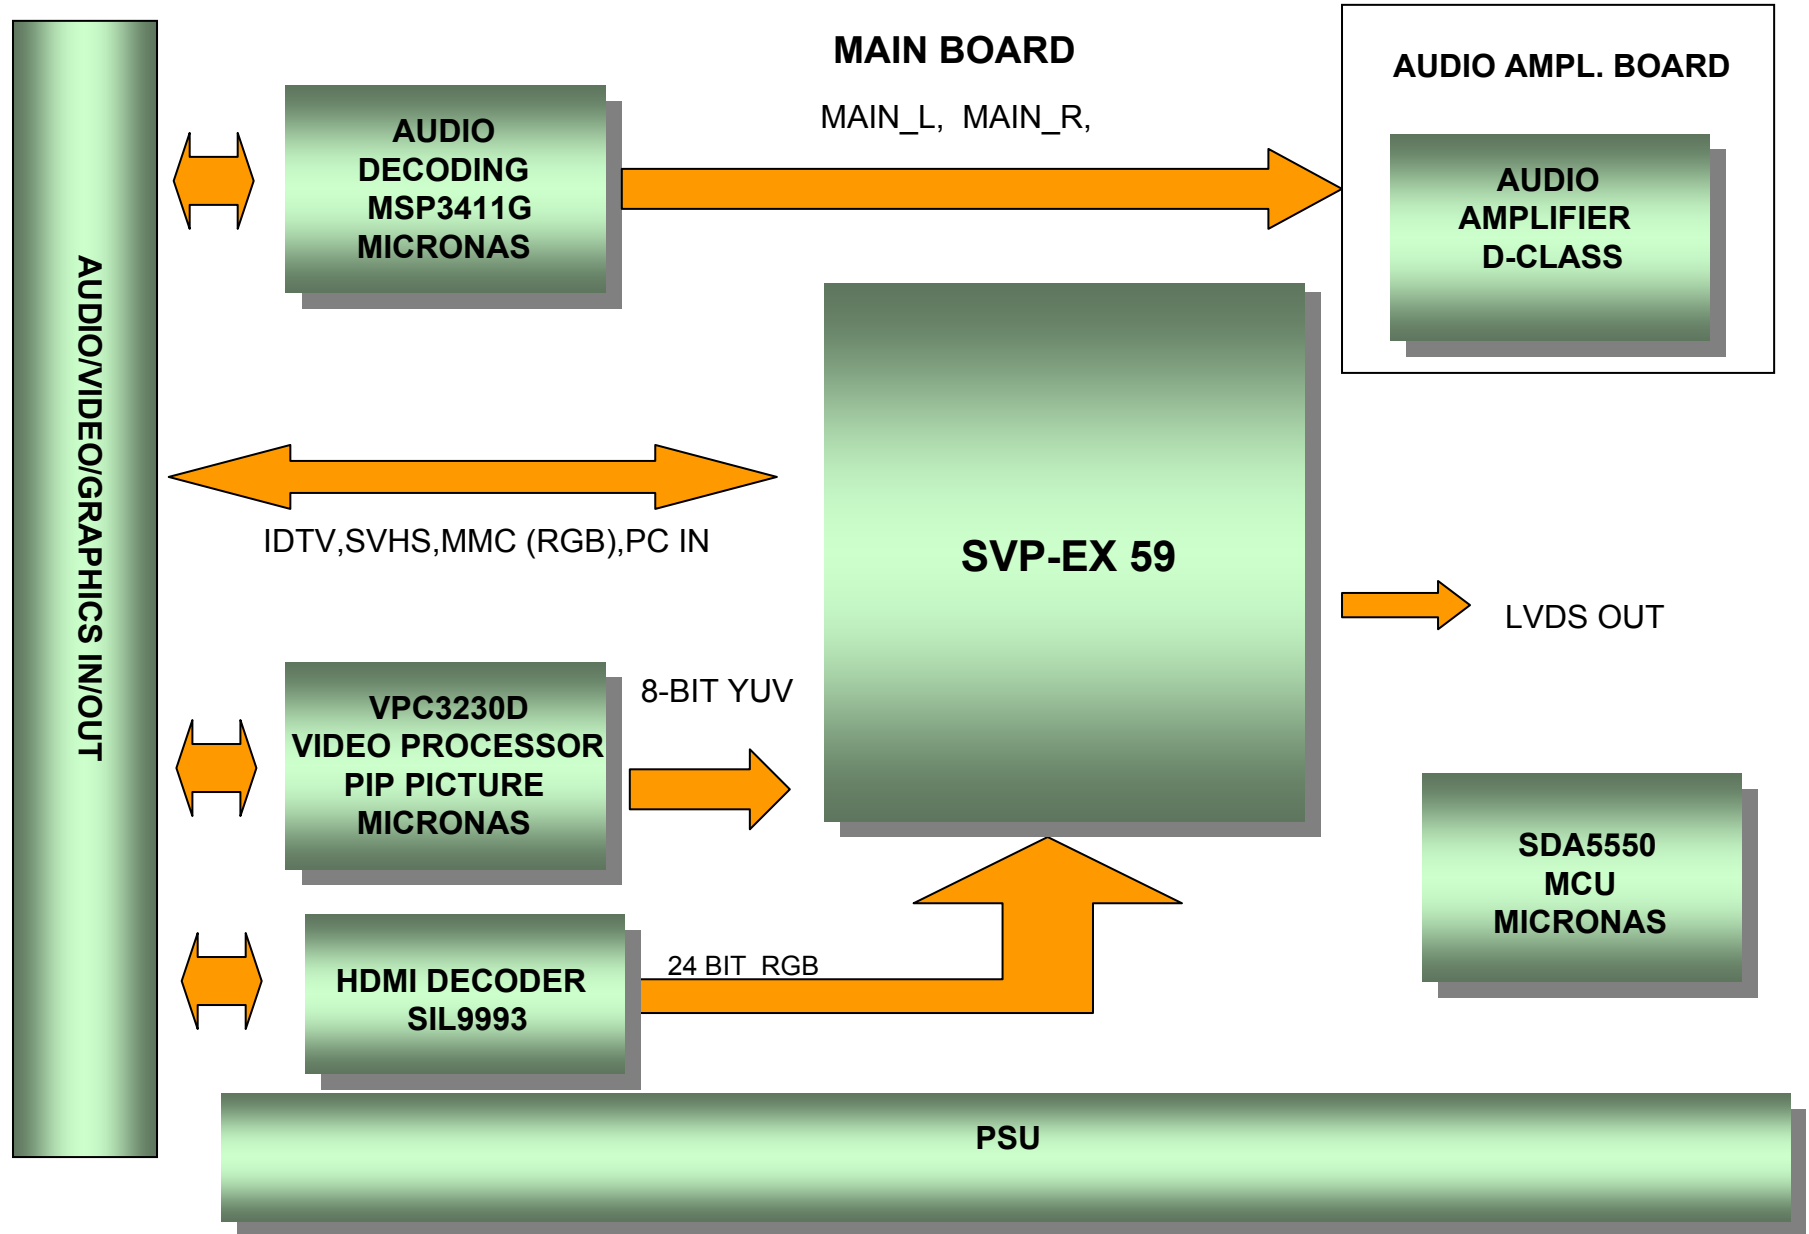 MAIN BOARD
AUDIO AMPL. BOARD
MAIN_L, MAIN_R,
AUDIO
DECODING
MSP3411G
MICRONAS
AUDIO
AMPLIFIER
D-CLASS
AUDIO/VIDEO/GRAPHICS IN/OUT
IDTV,SVHS,MMC (RGB),PC IN
SVP-EX 59
LVDS OUT
8-BIT YUV
VPC3230D
VIDEO PROCESSOR
PIP PICTURE
MICRONAS
SDA5550
MCU
MICRONAS
24 BIT RGB
HDMI DECODER
SIL9993
PSU